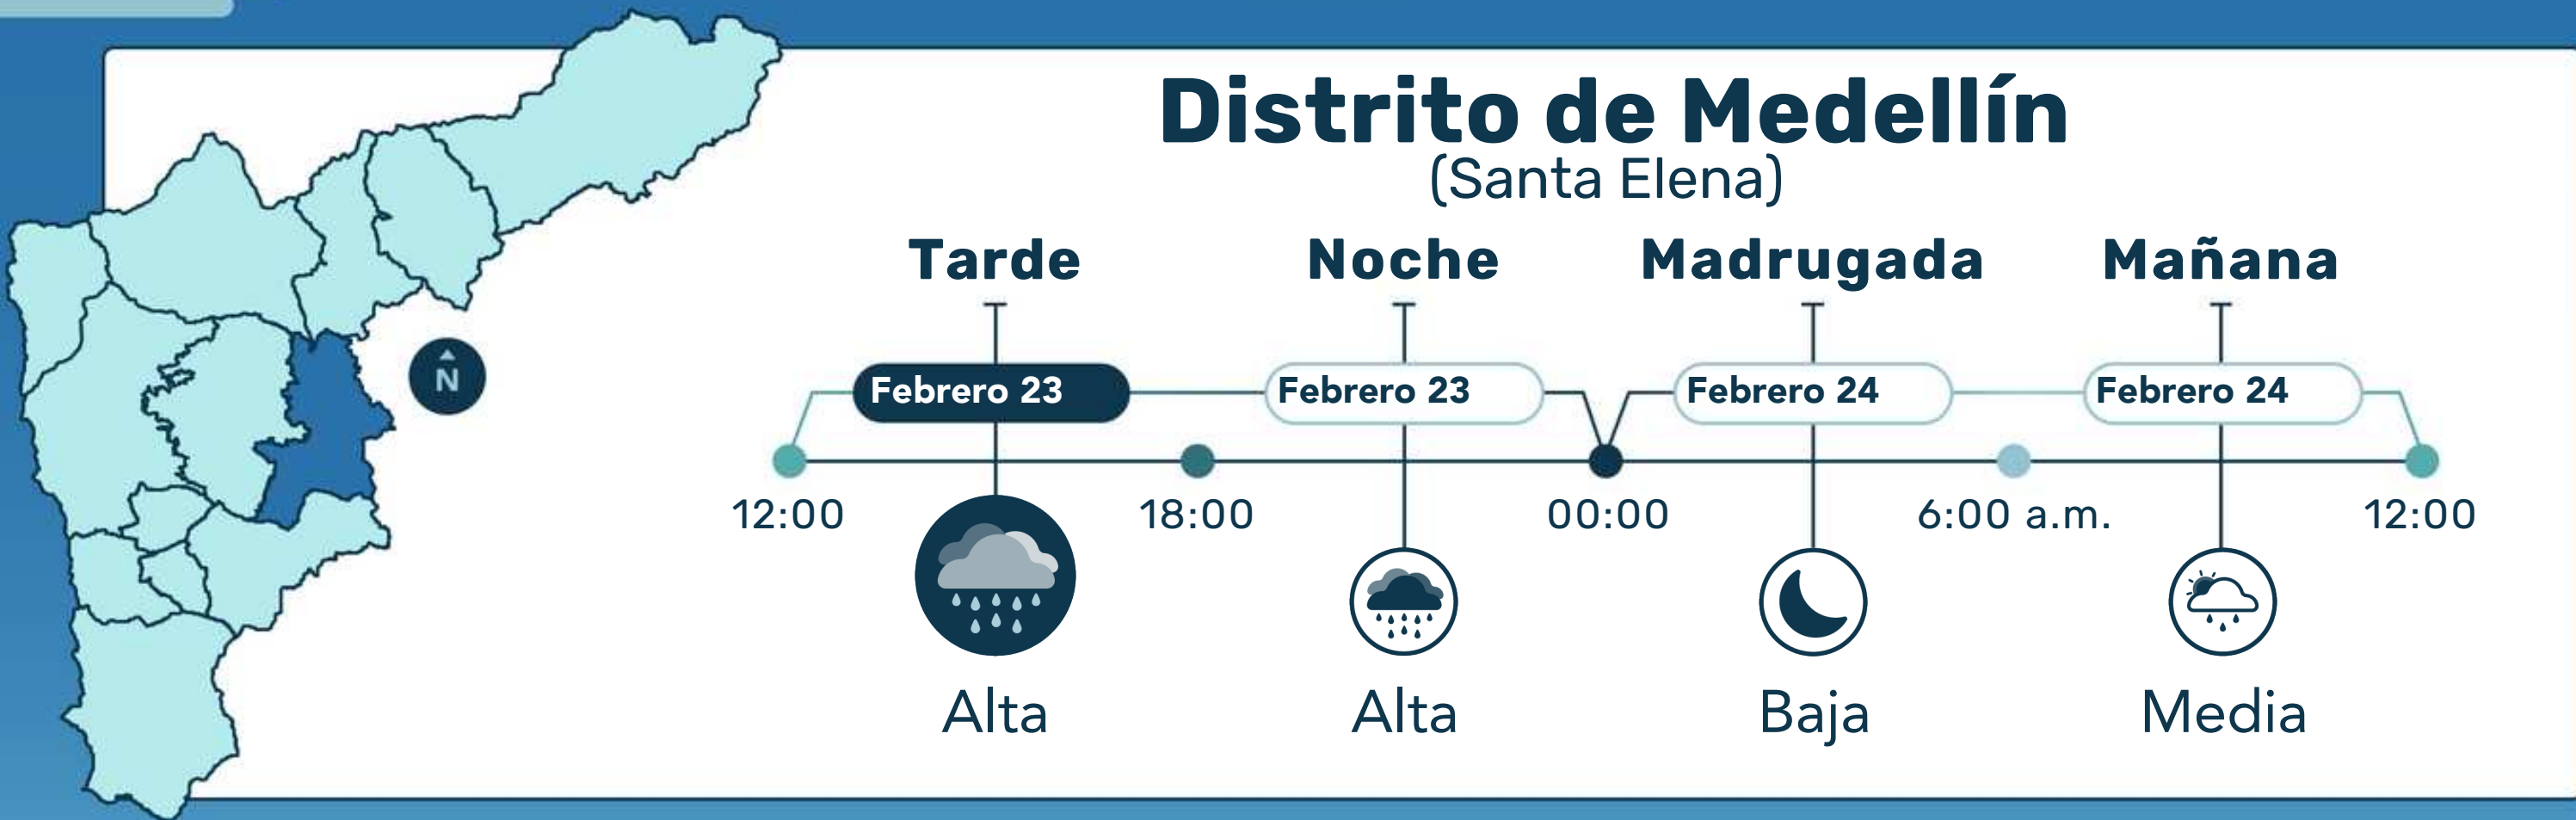 Distrito de Medellín
(Santa Elena)
Tarde Noche Madrugada Mañana
N
Febrero 23 Febrero 23 Febrero 24 Febrero 24
12:00 18:00 00:00 6:00 a.m. 12:00
Alta Alta Baja Media